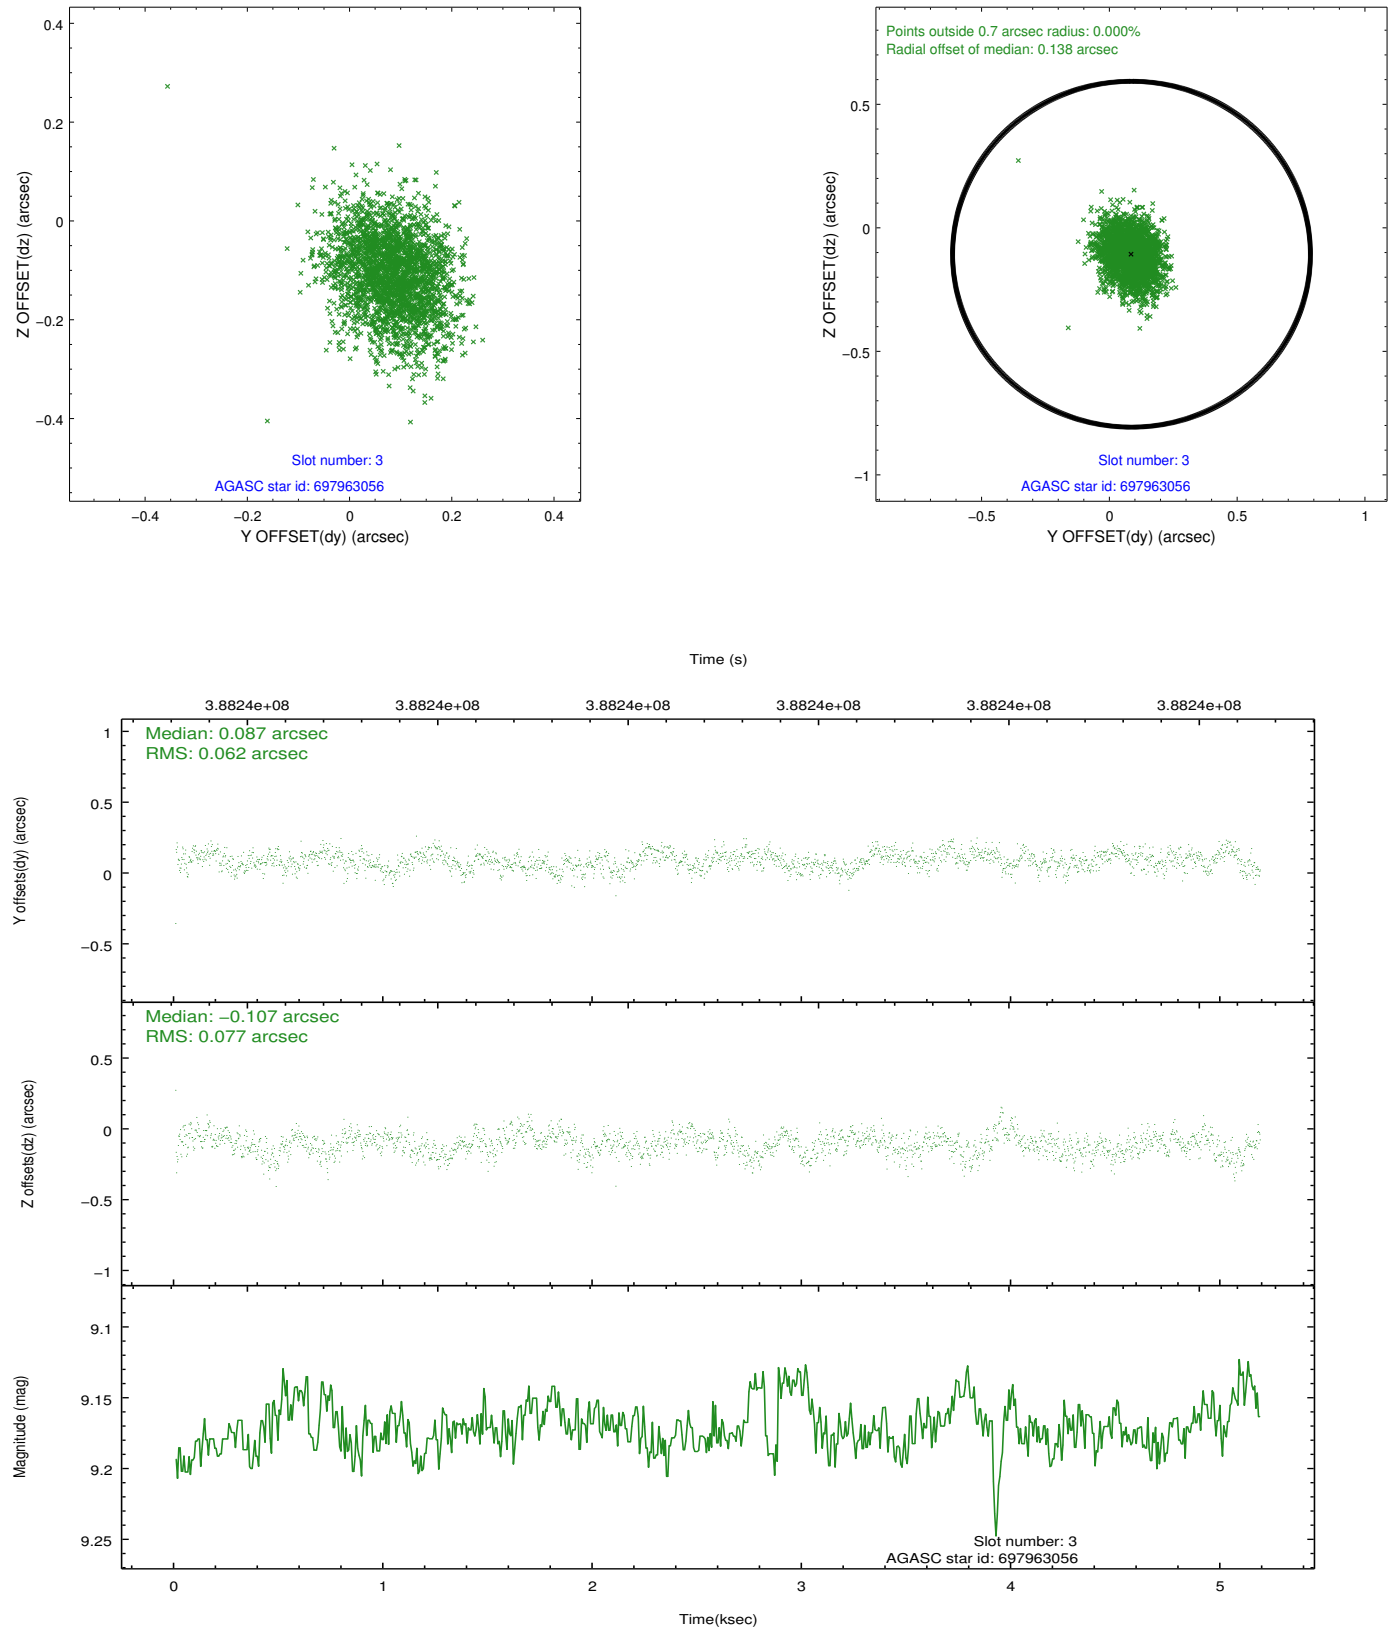 0.4
0.2
0
−0.2
−0.4
Z OFFSET(dz) (arcsec)
Slot number: 3
AGASC star id: 697963056
−0.4 −0.2 0 0.2 0.4
Y OFFSET(dy) (arcsec)
Points outside 0.7 arcsec radius: 0.000%
Radial offset of median: 0.138 arcsec
0.5
0
−0.5
−1
Z OFFSET(dz) (arcsec)
Slot number: 3
AGASC star id: 697963056
−0.5 0 0.5 1
Y OFFSET(dy) (arcsec)
Time (s)
3.8824e+08 3.8824e+08 3.8824e+08 3.8824e+08 3.8824e+08 3.8824e+08
Median: 0.087 arcsec
RMS: 0.062 arcsec
1
0.5
0
−0.5
Y offsets(dy) (arcsec)
Median: −0.107 arcsec
RMS: 0.077 arcsec
0.5
0
−0.5
−1
Z offsets(dz) (arcsec)
9.1
9.15
9.2
9.25
Magnitude (mag)
Slot number: 3
AGASC star id: 697963056
0 1 2 3 4 5
Time(ksec)